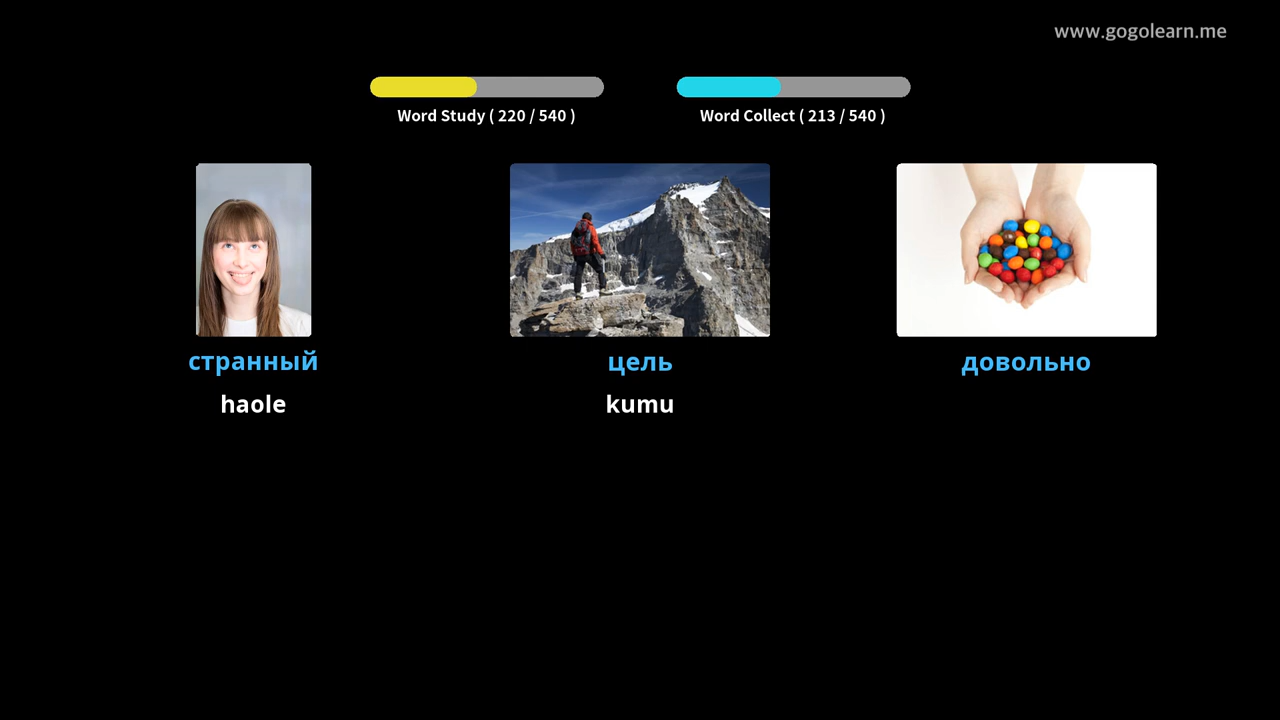 www.gogolearn.me
Word Study ( 220 / 540 )
Word Collect ( 213 / 540 )
странный
цель
довольно
haole
kumu